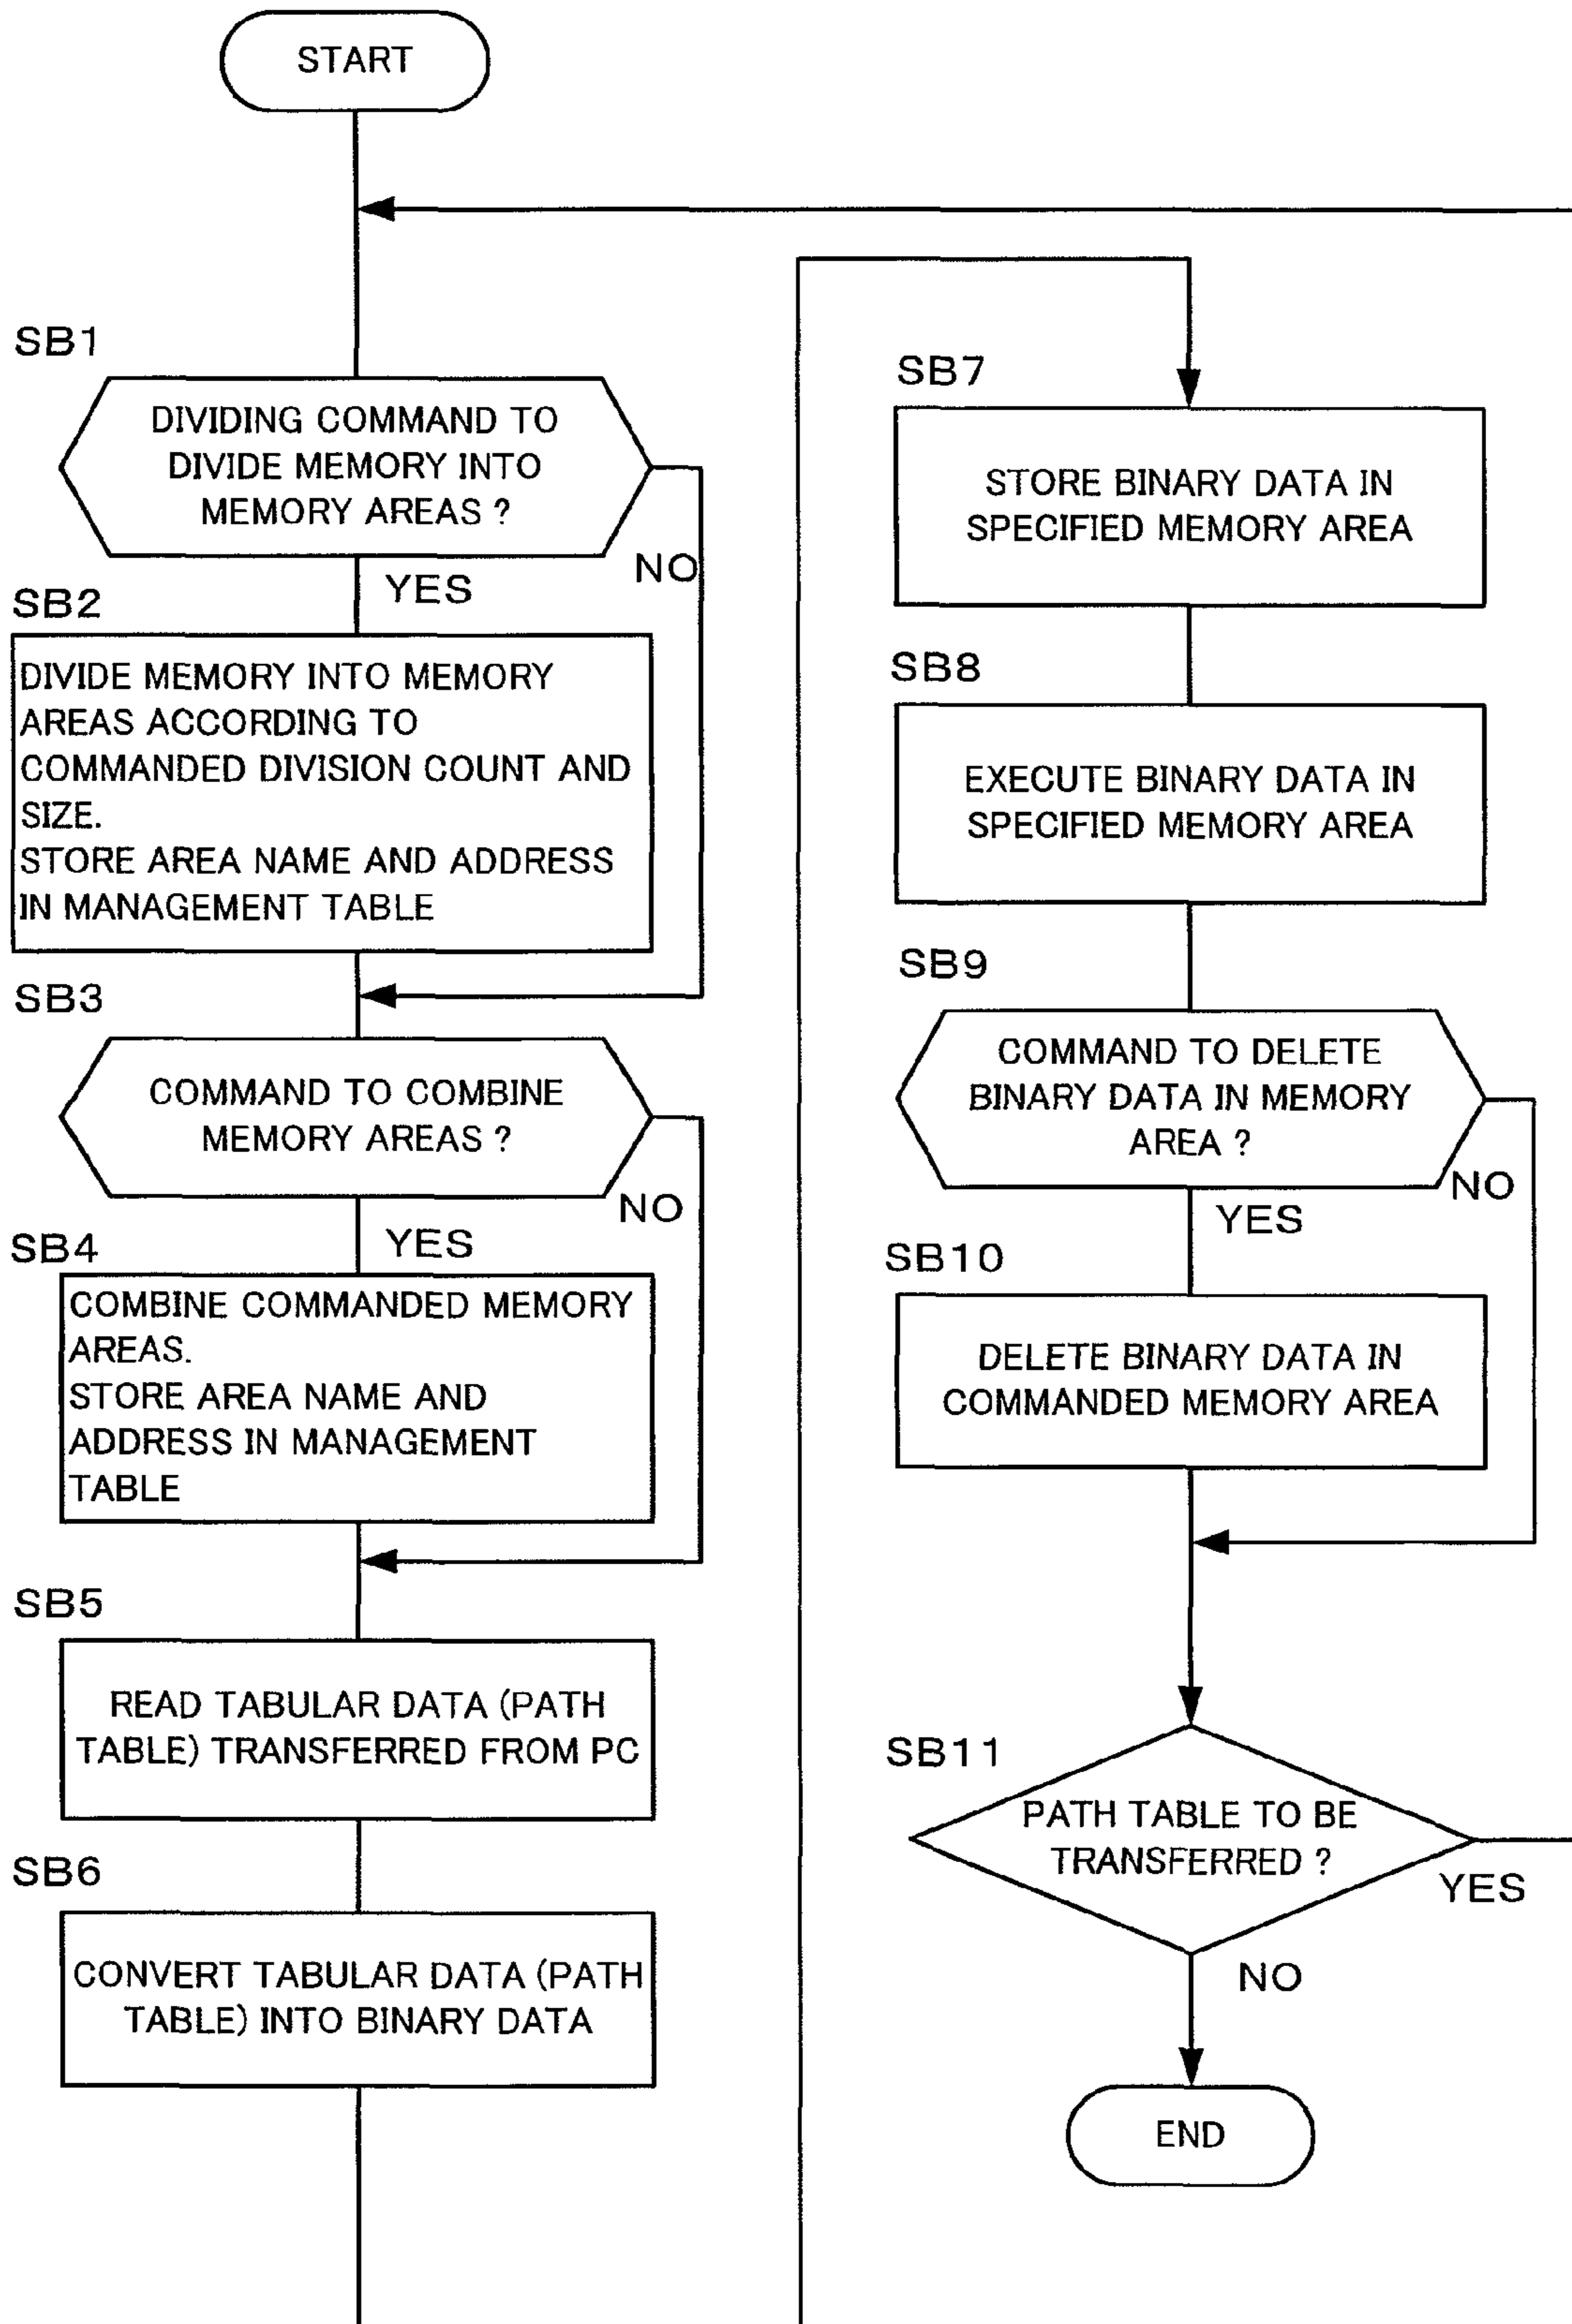 START
SB1
DIVIDING COMMAND TO
DIVIDE MEMORY INTO
MEMORY AREAS ?
NO
YES
SB2
DIVIDE MEMORY INTO MEMORY
AREAS ACCORDING TO
COMMANDED DIVISION COUNT AND
SIZE.
STORE AREA NAME AND ADDRESS
IN MANAGEMENT TABLE
SB3
COMMAND TO COMBINE
MEMORY AREAS ?
NO
YES
SB4
COMBINE COMMANDED MEMORY
AREAS.
STORE AREA NAME AND
ADDRESS IN MANAGEMENT
TABLE
SB5
READ TABULAR DATA (PATH
TABLE) TRANSFERRED FROM PC
SB6
CONVERT TABULAR DATA (PATH
TABLE) INTO BINARY DATA
SB7
STORE BINARY DATA IN
SPECIFIED MEMORY AREA
SB8
EXECUTE BINARY DATA IN
SPECIFIED MEMORY AREA
SB9
COMMAND TO DELETE
BINARY DATA IN MEMORY
AREA ?
NO
YES
SB10
DELETE BINARY DATA IN
COMMANDED MEMORY AREA
SB11
PATH TABLE TO BE
TRANSFERRED ?
YES
NO
END